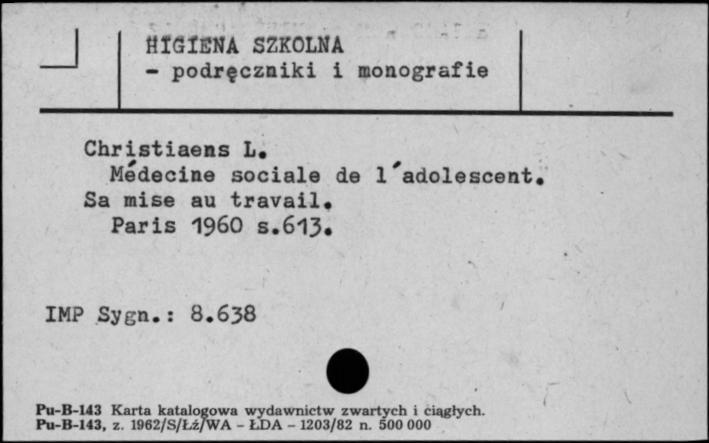 HIGIENA SZKOLNA
- podręczniki i monografie
Christiaens L.
Médecine sociale de l'adolescent.
Sa mise au travail.
Paris 1960 s.613.
IMP Sygn.: 8.638
Pu-B-143 Karta katalogowa wydawnictw zwartych i ciągłych.
Pu-B-143, z. 1962/S/Łź/WA - ŁDA - 1203/82 n. 500 000